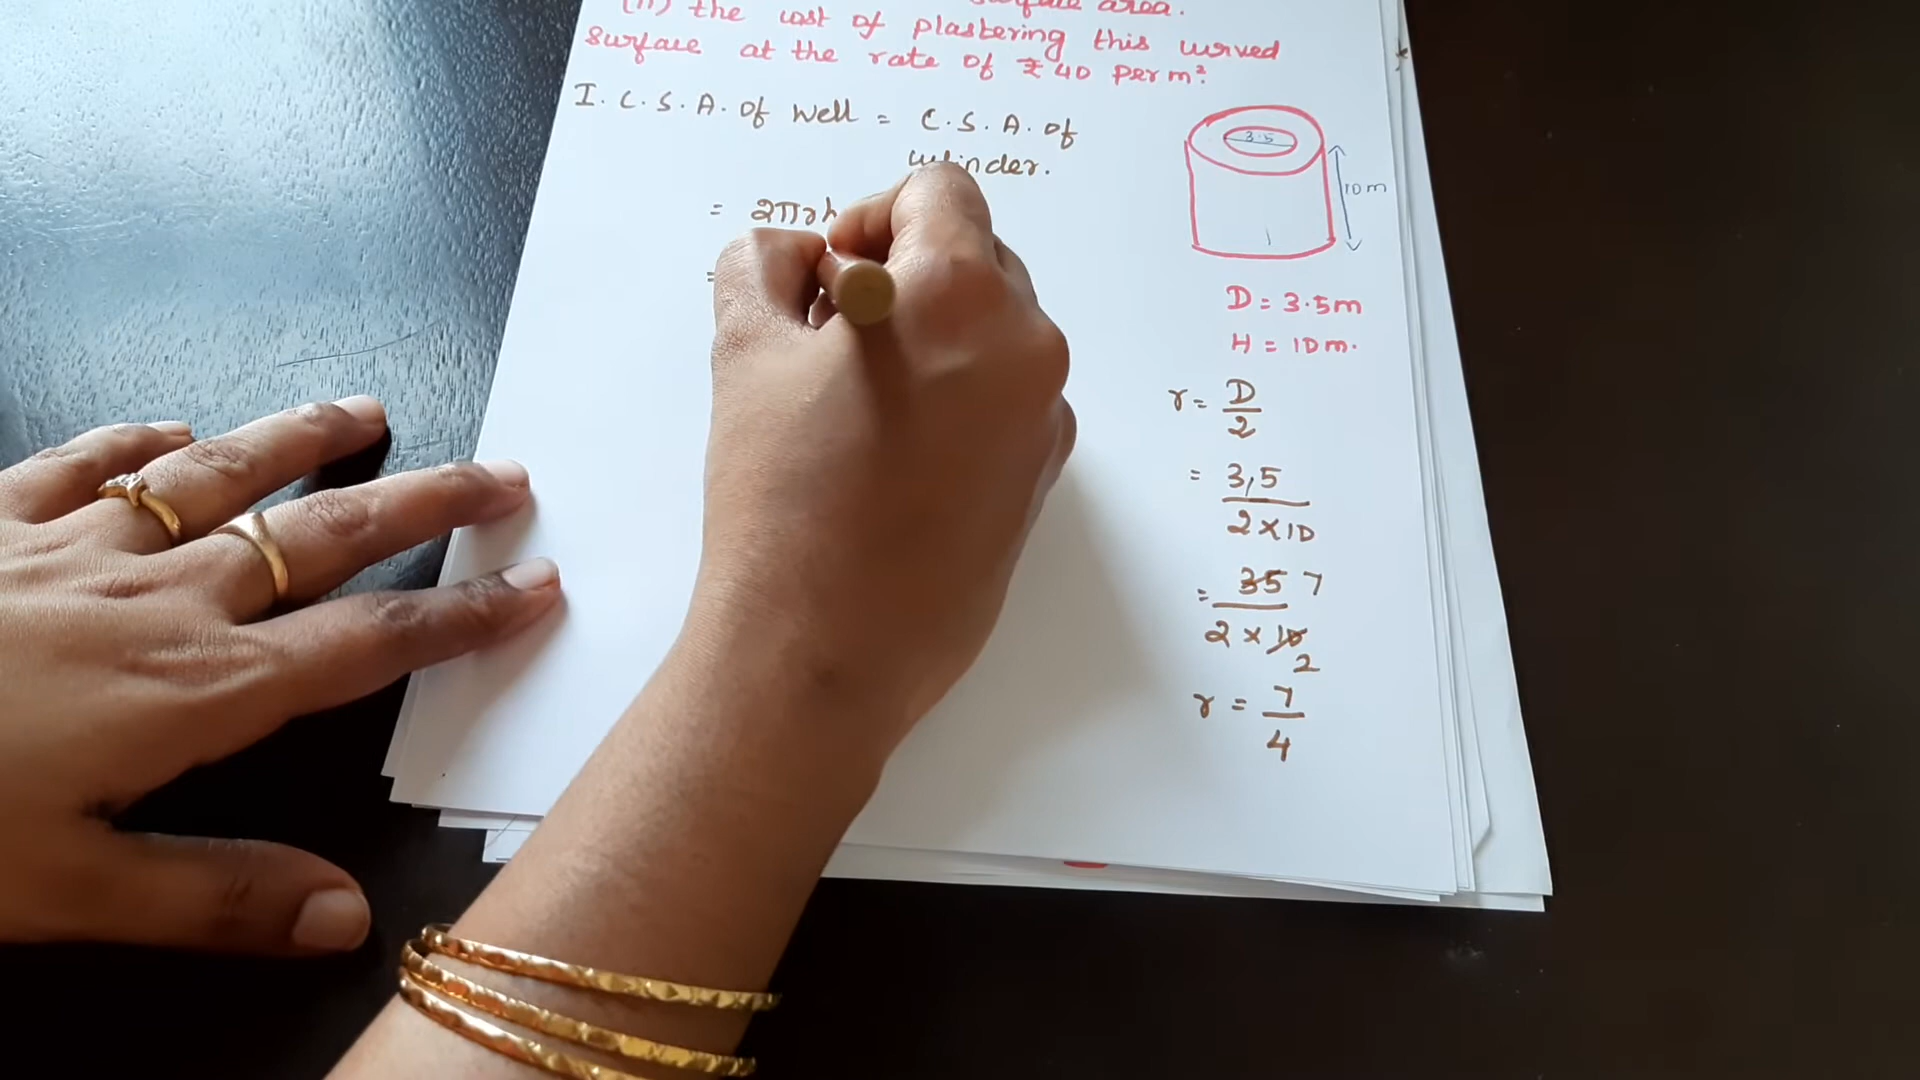 (ii) the cost of plastering this curved
surface at the rate of ₹ 40 per m²?
I. C. S. A. of well = C. S. A. of
cylinder.
= 2πrh
=
3.5
10 m
D = 3.5m
H = 10m.
r = D/2
= 3,5 / 2 × 10
= 35 7 / 2 × 10 2
r = 7/4